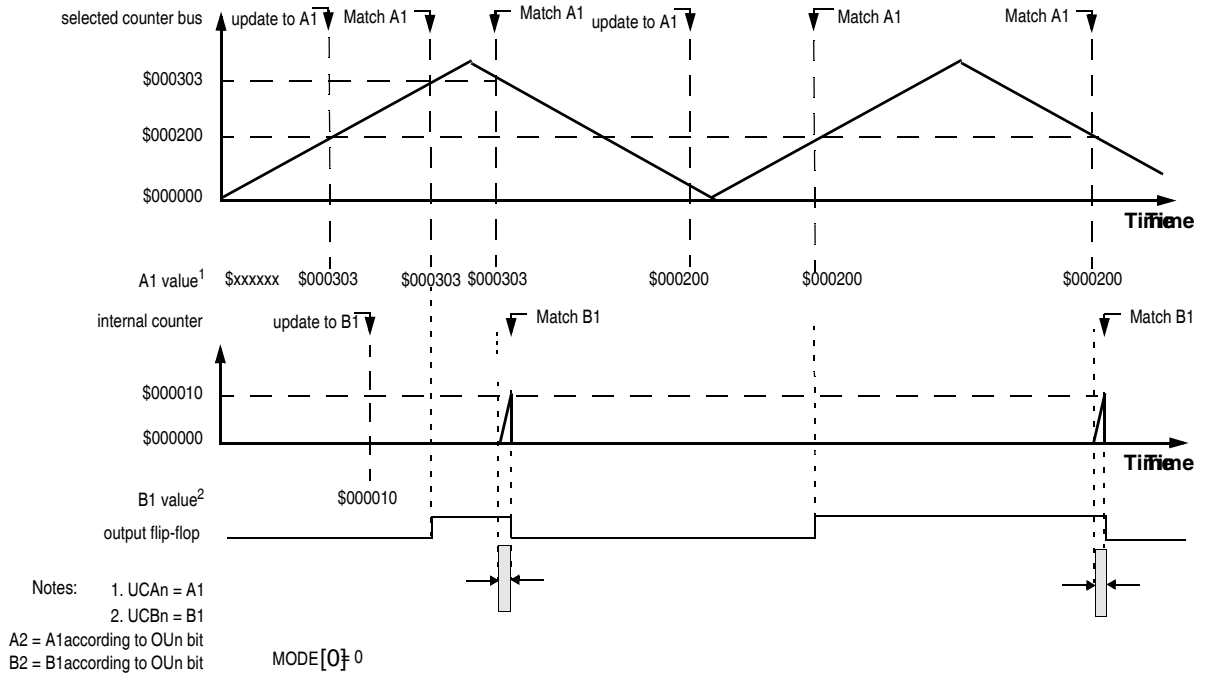 selected counter bus
update to A1
Match A1
Match A1
update to A1
Match A1
Match A1
$000303
$000200
$000000
Time
A1 value1 $xxxxxx $000303 $000303 $000303 $000200 $000200 $000200
internal counter
update to B1
Match B1
Match B1
$000010
$000000
Time
B1 value2 $000010
output flip-flop
Notes: 1. UCAn = A1
2. UCBn = B1
A2 = A1according to OUn bit
B2 = B1according to OUn bit
MODE[0] = 0